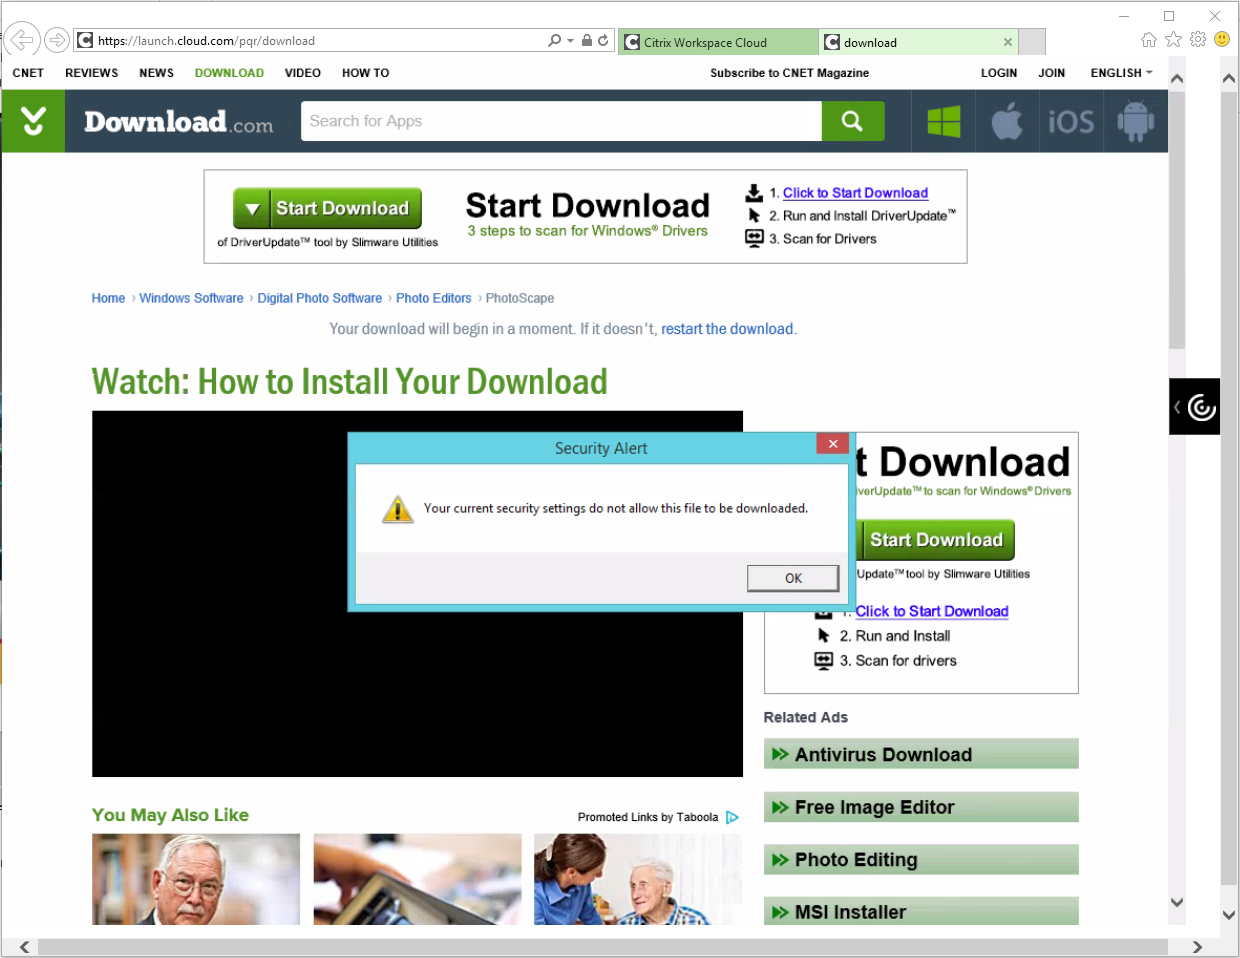 https://launch.cloud.com/pqr/download
Citrix Workspace Cloud
download
CNET REVIEWS NEWS DOWNLOAD VIDEO HOW TO Subscribe to CNET Magazine LOGIN JOIN ENGLISH
Download.com
Search for Apps
iOS
Start Download
of DriverUpdate™ tool by Slimware Utilities
Start Download
3 steps to scan for Windows® Drivers
1. Click to Start Download
2. Run and Install DriverUpdate™
3. Scan for Drivers
Home › Windows Software › Digital Photo Software › Photo Editors › PhotoScape
Your download will begin in a moment. If it doesn't, restart the download.
Watch: How to Install Your Download
Security Alert
Your current security settings do not allow this file to be downloaded.
OK
t Download
iverUpdate™ to scan for Windows® Drivers
Start Download
Update™ tool by Slimware Utilities
1. Click to Start Download
2. Run and Install
3. Scan for drivers
Related Ads
Antivirus Download
Free Image Editor
Photo Editing
MSI Installer
You May Also Like
Promoted Links by Taboola